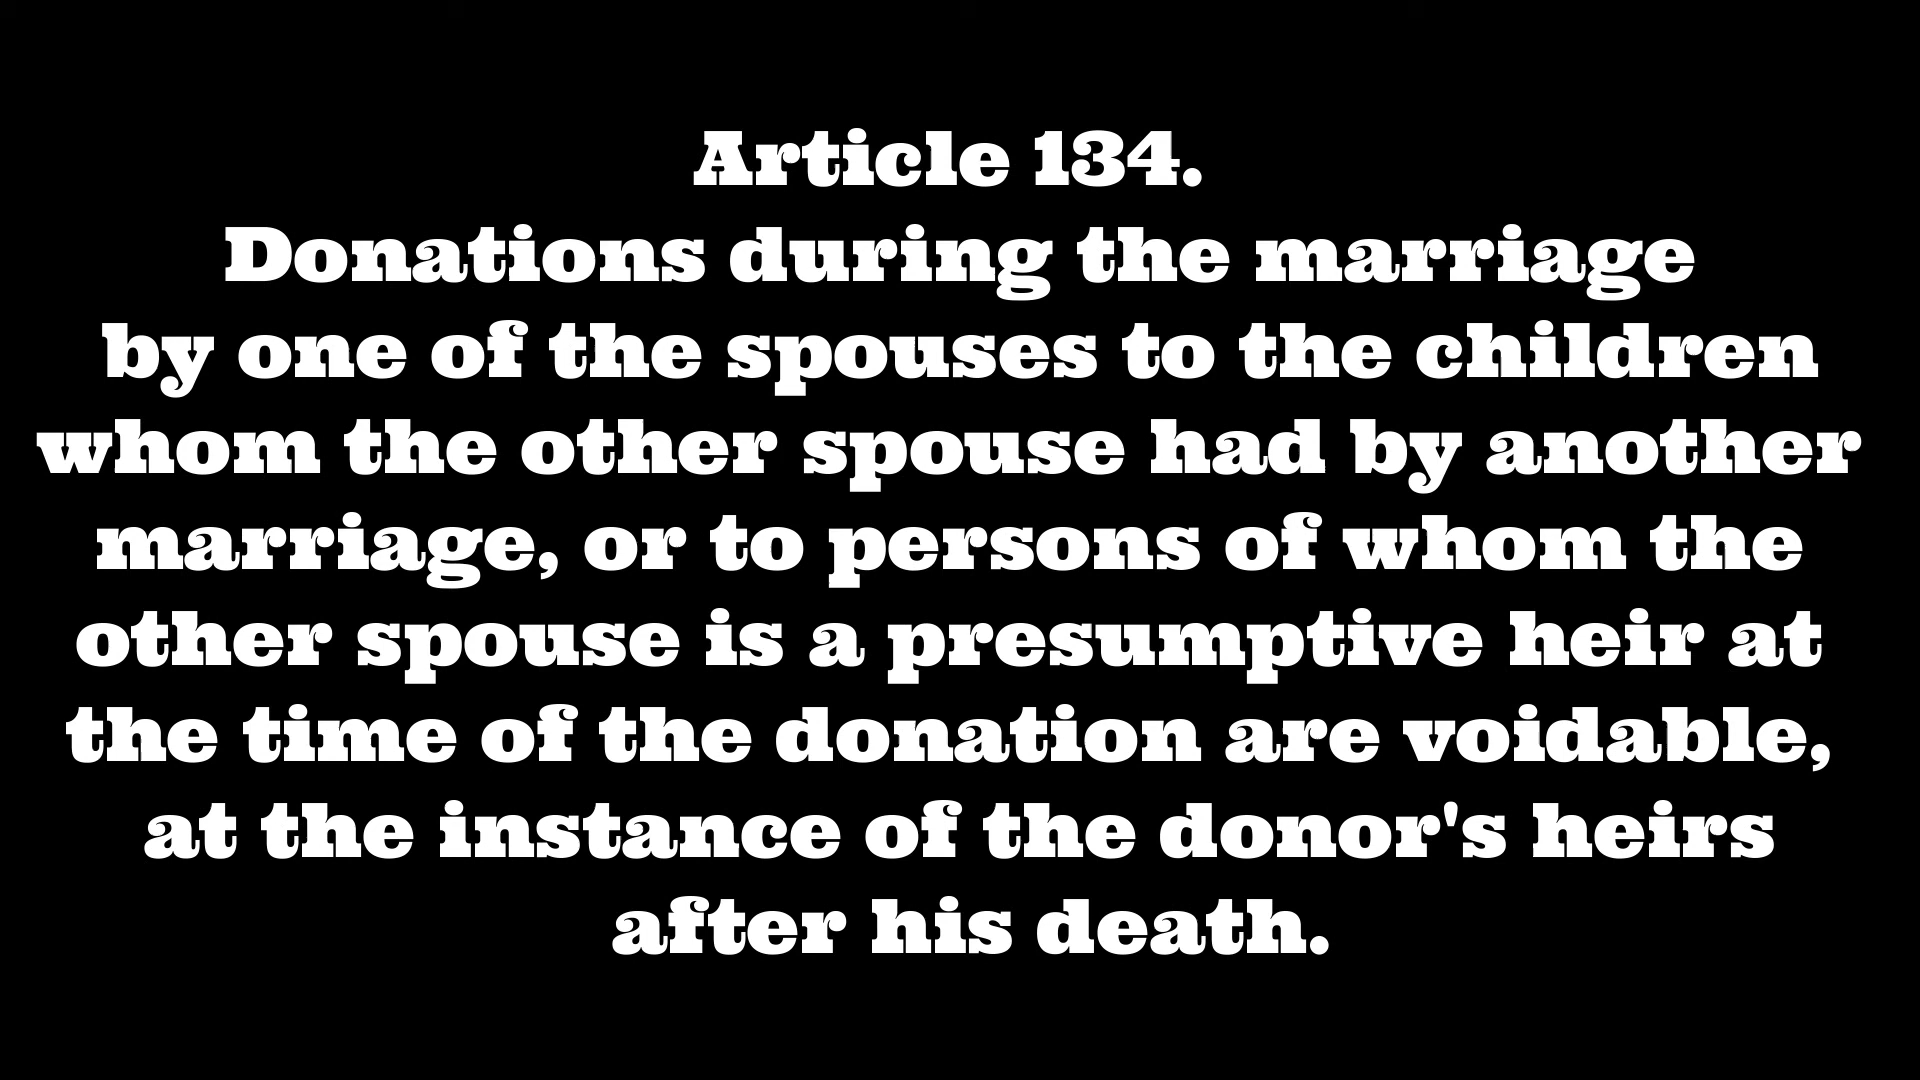 Article 134.
Donations during the marriage
by one of the spouses to the children
whom the other spouse had by another
marriage, or to persons of whom the
other spouse is a presumptive heir at
the time of the donation are voidable,
at the instance of the donor's heirs
after his death.